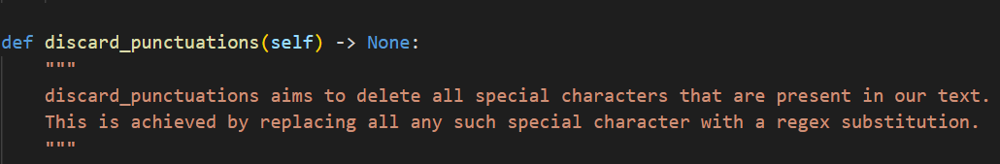 def discard_punctuations(self) -> None:
"""
discard_punctuations aims to delete all special characters that are present in our text.
This is achieved by replacing all any such special character with a regex substitution.
"""